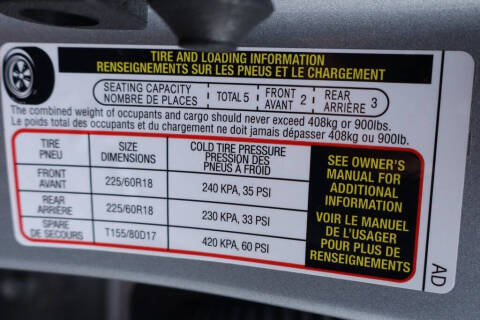 TIRE AND LOADING INFORMATION
RENSEIGNEMENTS SUR LES PNEUS ET LE CHARGEMENT
SEATING CAPACITY
NOMBRE DE PLACES
TOTAL 5
FRONT
AVANT 2
REAR
ARRIÈRE 3
The combined weight of occupants and cargo should never exceed 408kg or 900lbs.
Le poids total des occupants et du chargement ne doit jamais dépasser 408kg ou 900lb.
TIRE
PNEU
SIZE
DIMENSIONS
COLD TIRE PRESSURE
PRESSION DES
PNEUS A FROID
FRONT
AVANT
225/60R18
240 KPA, 35 PSI
REAR
ARRIÈRE
225/60R18
230 KPA, 33 PSI
SPARE
DE SECOURS
T155/80D17
420 KPA, 60 PSI
SEE OWNER'S
MANUAL FOR
ADDITIONAL
INFORMATION
VOIR LE MANUEL
DE L'USAGER
POUR PLUS DE
RENSEIGNEMENTS
AD